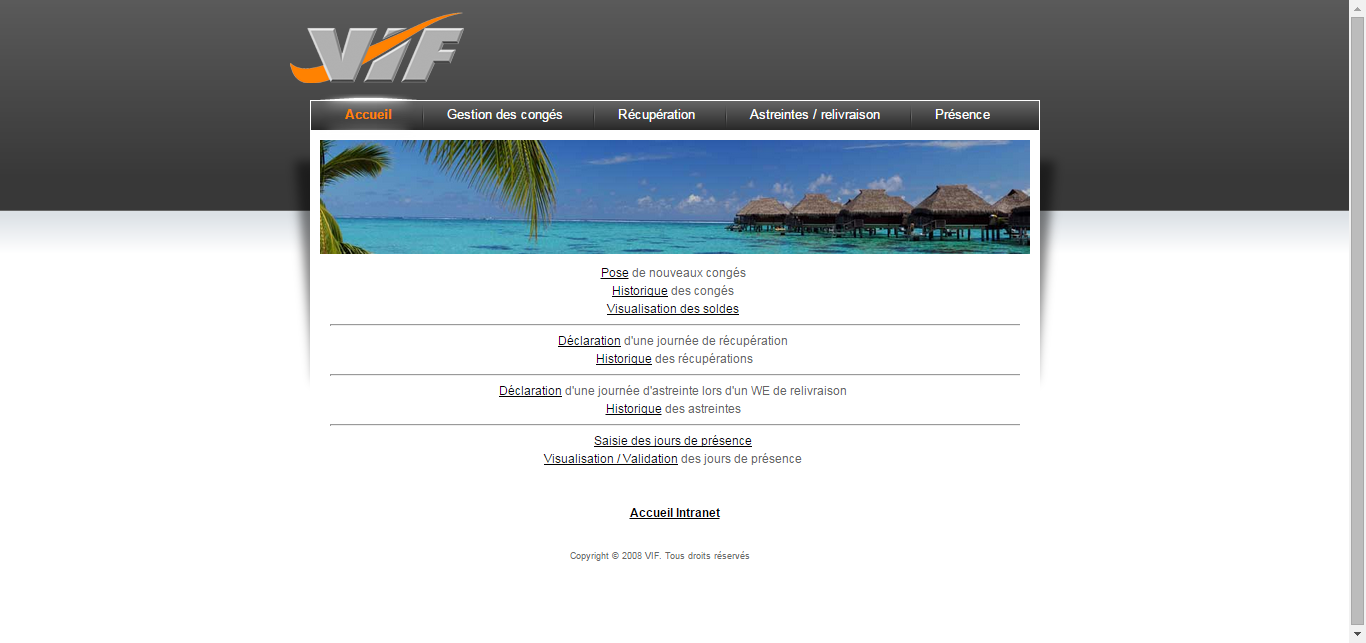 VIF
Accueil Gestion des congés Récupération Astreintes / relivraison Présence
Pose de nouveaux congés
Historique des congés
Visualisation des soldes
Déclaration d'une journée de récupération
Historique des récupérations
Déclaration d'une journée d'astreinte lors d'un WE de relivraison
Historique des astreintes
Saisie des jours de présence
Visualisation / Validation des jours de présence
Accueil Intranet
Copyright © 2008 VIF. Tous droits réservés